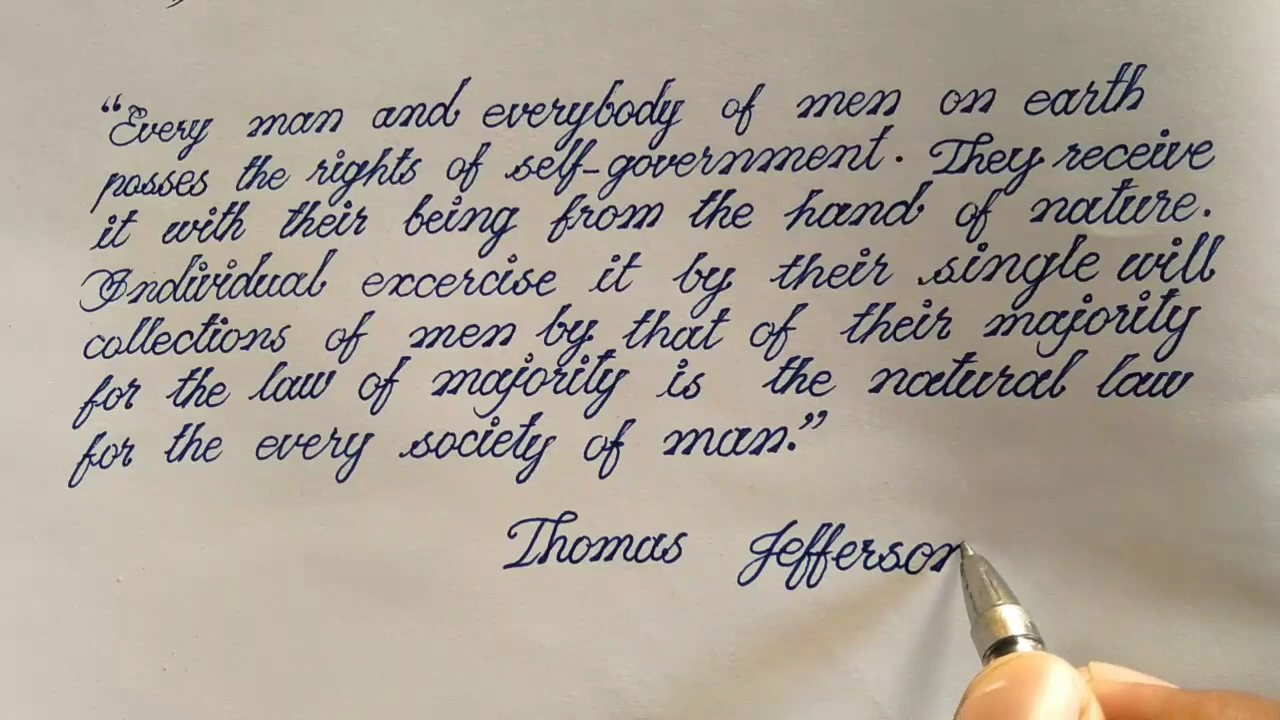 “Every man and everybody of men on earth
posses the rights of self-government. They receive
it with their being from the hand of nature.
Individual excercise it by their single will
collections of men by that of their majority
for the law of majority is the natural law
for the every society of man.”
Thomas Jefferson